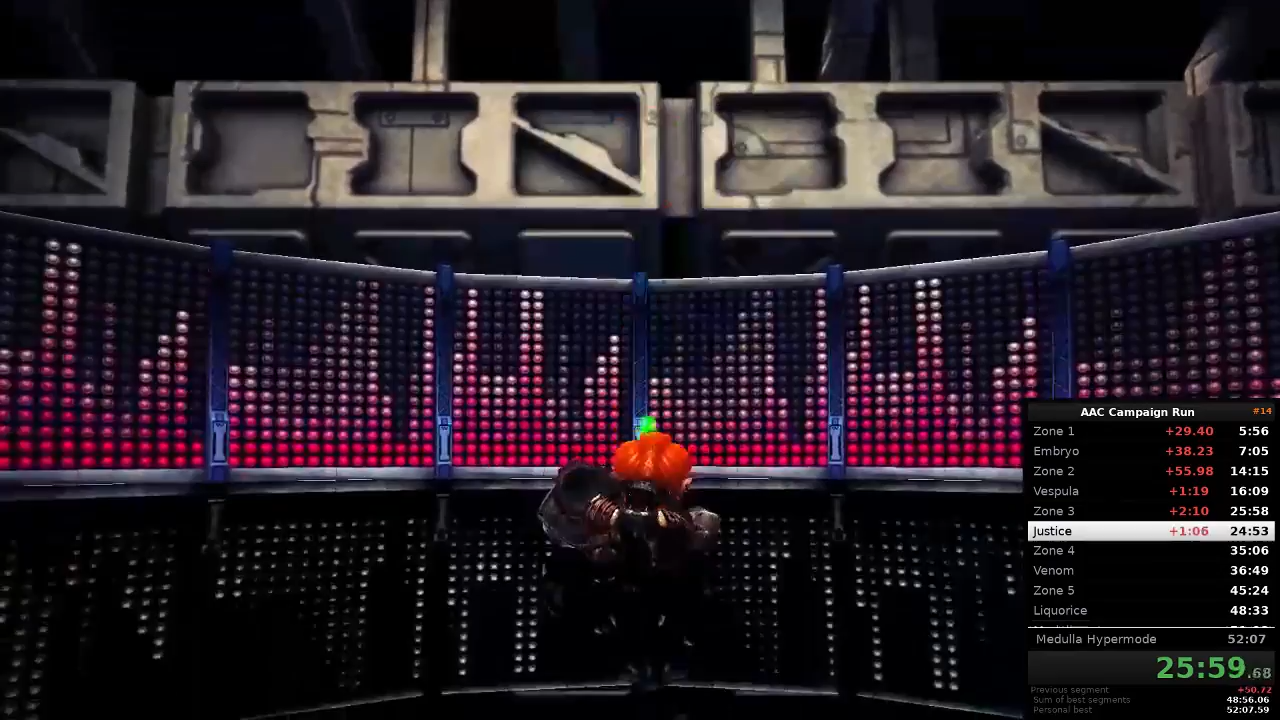 AAC Campaign Run #14
Zone 1 +29.40 5:56
Embryo +38.23 7:05
Zone 2 +55.98 14:15
Vespula +1:19 16:09
Zone 3 +2:10 25:58
Justice +1:06 24:53
Zone 4 35:06
Venom 36:49
Zone 5 45:24
Liquorice 48:33
Medulla Hypermode 52:07
25:59.68
Previous segment +50.72
Sum of best segments 48:56.06
Personal best 52:07.59